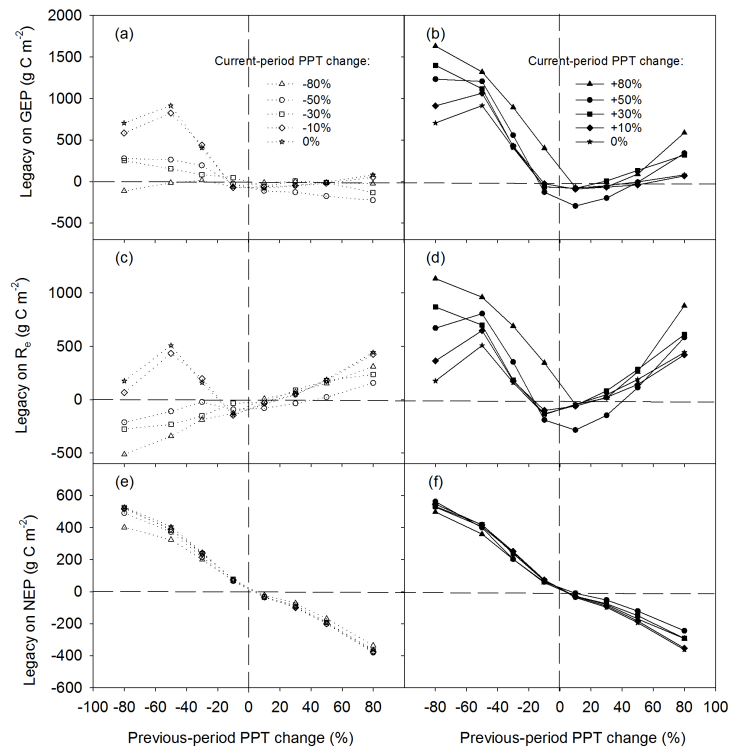 2000
1500
1000
500
0
-500
Legacy on GEP (g C m-2)
(a)
Current-period PPT change:
-80%
-50%
-30%
-10%
0%
(b)
Current-period PPT change:
+80%
+50%
+30%
+10%
0%
1000
500
0
-500
Legacy on Re (g C m-2)
(c)
(d)
600
400
200
0
-200
-400
-600
Legacy on NEP (g C m-2)
(e)
(f)
-100 -80 -60 -40 -20 0 20 40 60 80
-80 -60 -40 -20 0 20 40 60 80 100
Previous-period PPT change (%)
Previous-period PPT change (%)